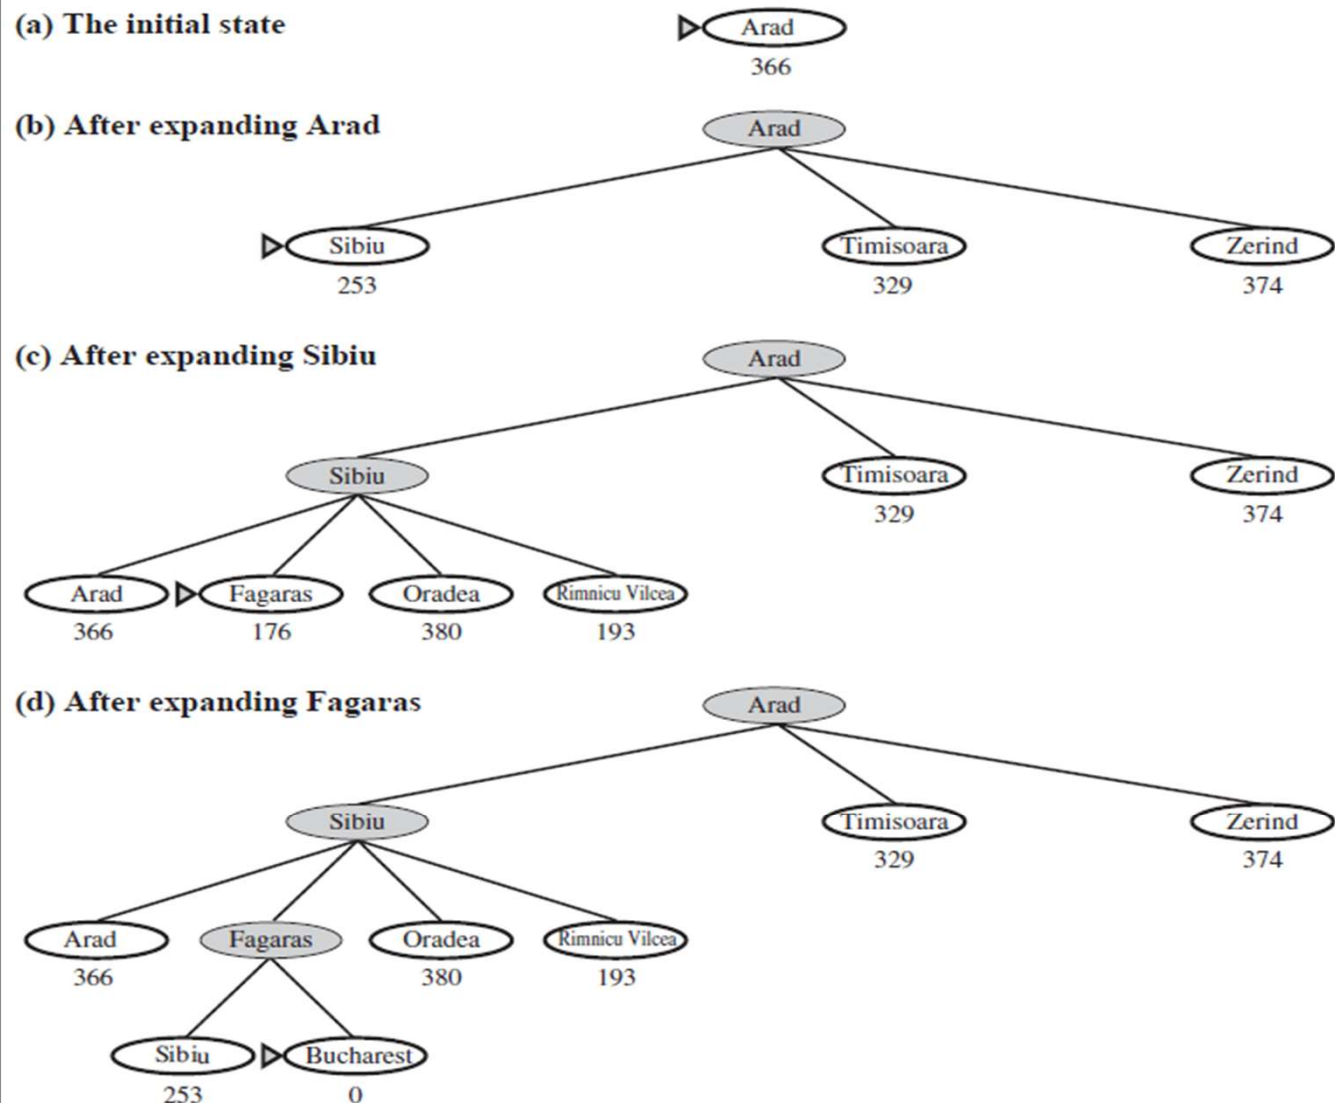 (a) The initial state
Arad
366
(b) After expanding Arad
Arad
Sibiu Timisoara Zerind
253 329 374
(c) After expanding Sibiu
Arad
Sibiu Timisoara Zerind
329 374
Arad Fagaras Oradea Rimnicu Vilcea
366 176 380 193
(d) After expanding Fagaras
Arad
Sibiu Timisoara Zerind
329 374
Arad Fagaras Oradea Rimnicu Vilcea
366 380 193
Sibiu Bucharest
253 0